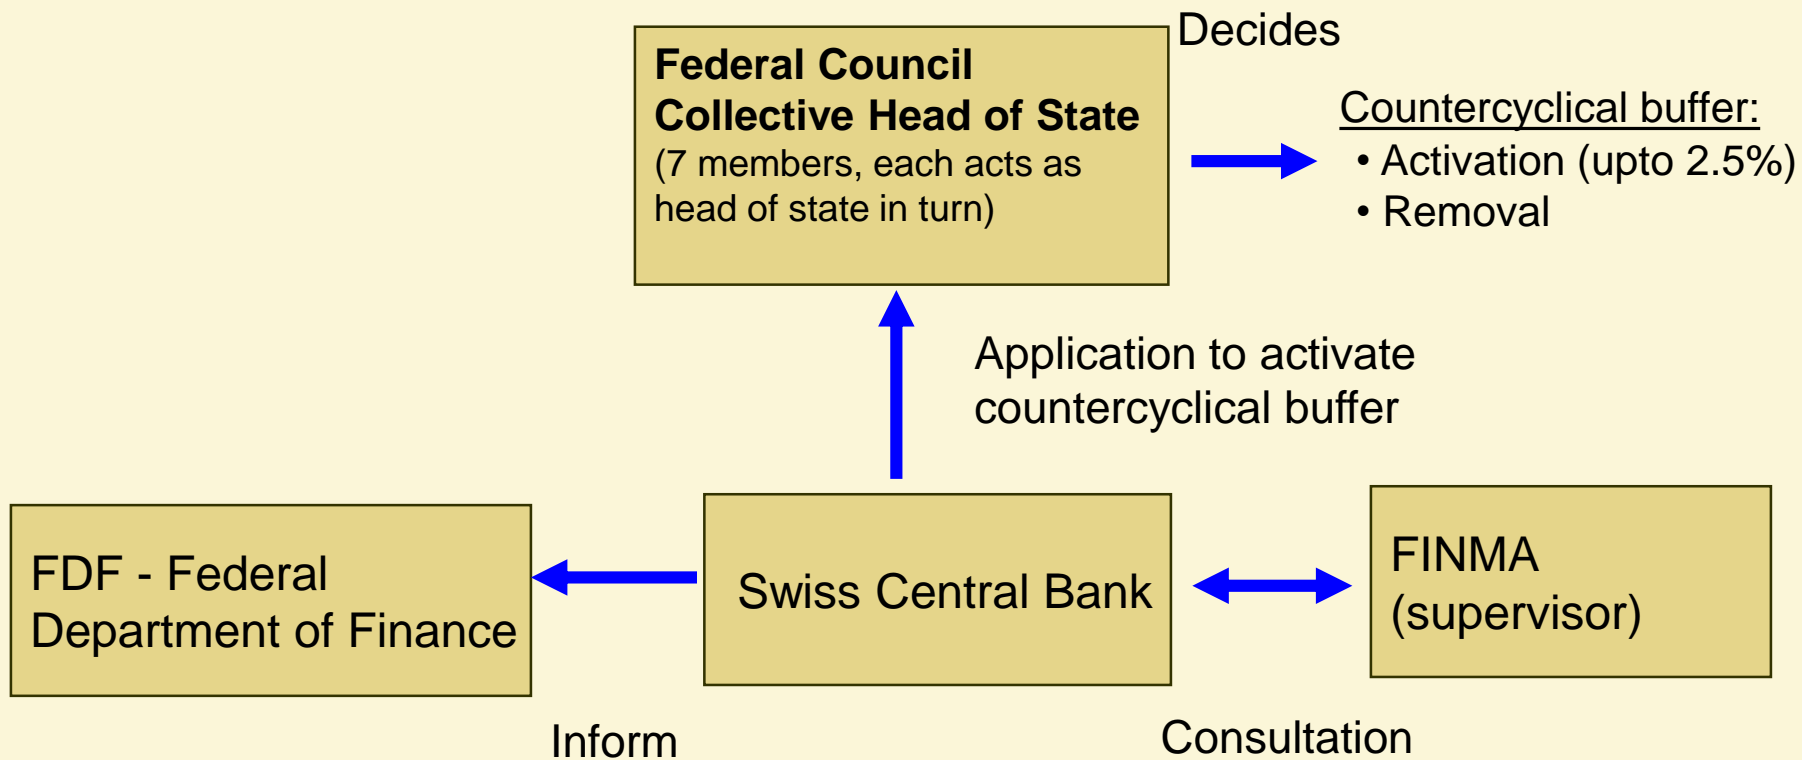 Decides
Federal Council
Collective Head of State
(7 members, each acts as
head of state in turn)
Countercyclical buffer:
• Activation (upto 2.5%)
• Removal
Application to activate
countercyclical buffer
FDF - Federal
Department of Finance
Swiss Central Bank
FINMA
(supervisor)
Inform
Consultation